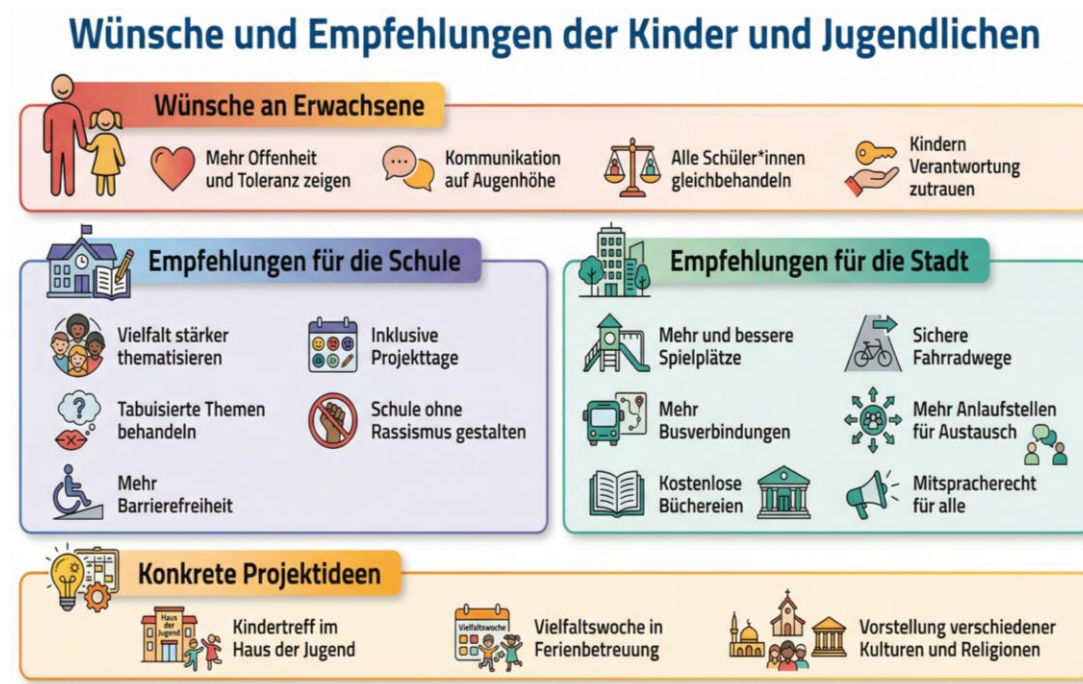 Wünsche und Empfehlungen der Kinder und Jugendlichen
Wünsche an Erwachsene
Mehr Offenheit
und Toleranz zeigen
Kommunikation
auf Augenhöhe
Alle Schüler*innen
gleichbehandeln
Kindern
Verantwortung
zutrauen
Empfehlungen für die Schule
Vielfalt stärker
thematisieren
Inklusive
Projekttage
Tabuisierte Themen
behandeln
Schule ohne
Rassismus gestalten
Mehr
Barrierefreiheit
Empfehlungen für die Stadt
Mehr und bessere
Spielplätze
Sichere
Fahrradwege
Mehr
Busverbindungen
Mehr Anlaufstellen
für Austausch
Kostenlose
Büchereien
Mitspracherecht
für alle
Konkrete Projektideen
Haus
der
Jugend
Kindertreff im
Haus der Jugend
Vielfaltswoche
Vielfaltswoche in
Ferienbetreuung
Vorstellung verschiedener
Kulturen und Religionen